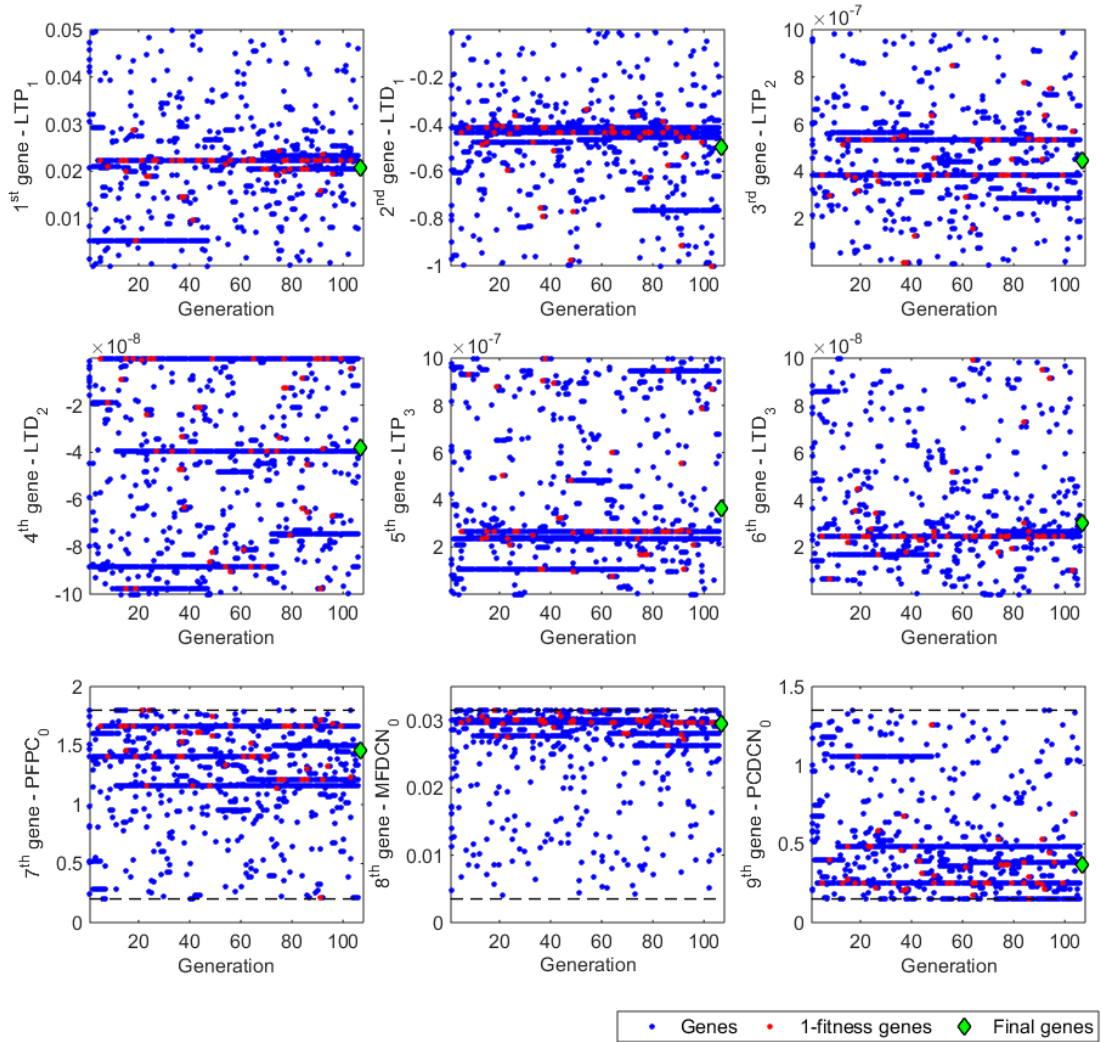 0.05
0.04
0.03
0.02
0.01
1st gene - LTP1
20 40 60 80 100
Generation
-0.2
-0.4
-0.6
-0.8
-1
2nd gene - LTD1
20 40 60 80 100
Generation
×10-7
10
8
6
4
2
3rd gene - LTP2
20 40 60 80 100
Generation
×10-8
-2
-4
-6
-8
-10
4th gene - LTD2
20 40 60 80 100
Generation
×10-7
10
8
6
4
2
5th gene - LTP3
20 40 60 80 100
Generation
×10-8
10
8
6
4
2
6th gene - LTD3
20 40 60 80 100
Generation
2
1.5
1
0.5
0
7th gene - PFPC0
20 40 60 80 100
Generation
0.03
0.02
0.01
0
8th gene - MFDCN0
20 40 60 80 100
Generation
1.5
1
0.5
0
9th gene - PCDCN0
20 40 60 80 100
Generation
Genes 1-fitness genes Final genes